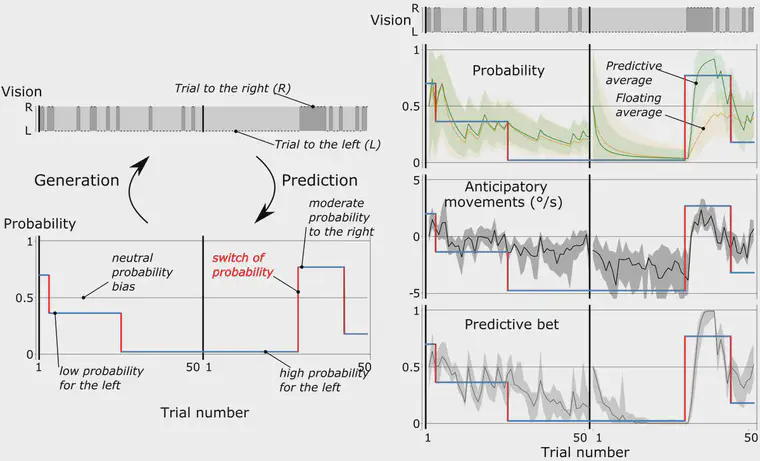 Vision
R
L
Trial to the right (R)
Trial to the left (L)
Generation
Prediction
Probability
1
0.5
0
neutral
probability
bias
switch of
probability
moderate
probability
to the right
low probability
for the left
high probability
for the left
1
50
1
50
Trial number
Vision
R
L
1
0.5
0
Probability
Predictive
average
Floating
average
5
0
-5
Anticipatory
movements (°/s)
1
0.5
0
Predictive bet
1
50
1
50
Trial number